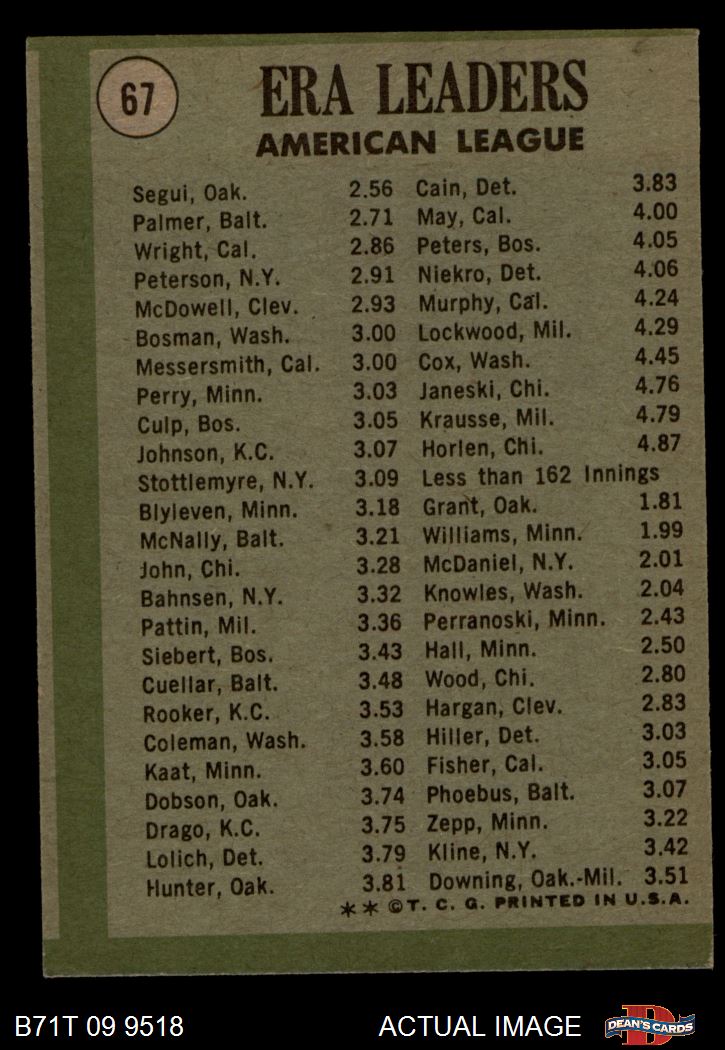 67
ERA LEADERS
AMERICAN LEAGUE
Segui, Oak. 2.56
Palmer, Balt. 2.71
Wright, Cal. 2.86
Peterson, N.Y. 2.91
McDowell, Clev. 2.93
Bosman, Wash. 3.00
Messersmith, Cal. 3.00
Perry, Minn. 3.03
Culp, Bos. 3.05
Johnson, K.C. 3.07
Stottlemyre, N.Y. 3.09
Blyleven, Minn. 3.18
McNally, Balt. 3.21
John, Chi. 3.28
Bahnsen, N.Y. 3.32
Pattin, Mil. 3.36
Siebert, Bos. 3.43
Cuellar, Balt. 3.48
Rooker, K.C. 3.53
Coleman, Wash. 3.58
Kaat, Minn. 3.60
Dobson, Oak. 3.74
Drago, K.C. 3.75
Lolich, Det. 3.79
Hunter, Oak. 3.81
Cain, Det. 3.83
May, Cal. 4.00
Peters, Bos. 4.05
Niekro, Det. 4.06
Murphy, Cal. 4.24
Lockwood, Mil. 4.29
Cox, Wash. 4.45
Janeski, Chi. 4.76
Krausse, Mil. 4.79
Horlen, Chi. 4.87
Less than 162 Innings
Grant, Oak. 1.81
Williams, Minn. 1.99
McDaniel, N.Y. 2.01
Knowles, Wash. 2.04
Perranoski, Minn. 2.43
Hall, Minn. 2.50
Wood, Chi. 2.80
Hargan, Clev. 2.83
Hiller, Det. 3.03
Fisher, Cal. 3.05
Phoebus, Balt. 3.07
Zepp, Minn. 3.22
Kline, N.Y. 3.42
Downing, Oak.-Mil. 3.51
** © T. C. G. PRINTED IN U.S.A.
B71T 09 9518
ACTUAL IMAGE
D
DEAN'S CARDS